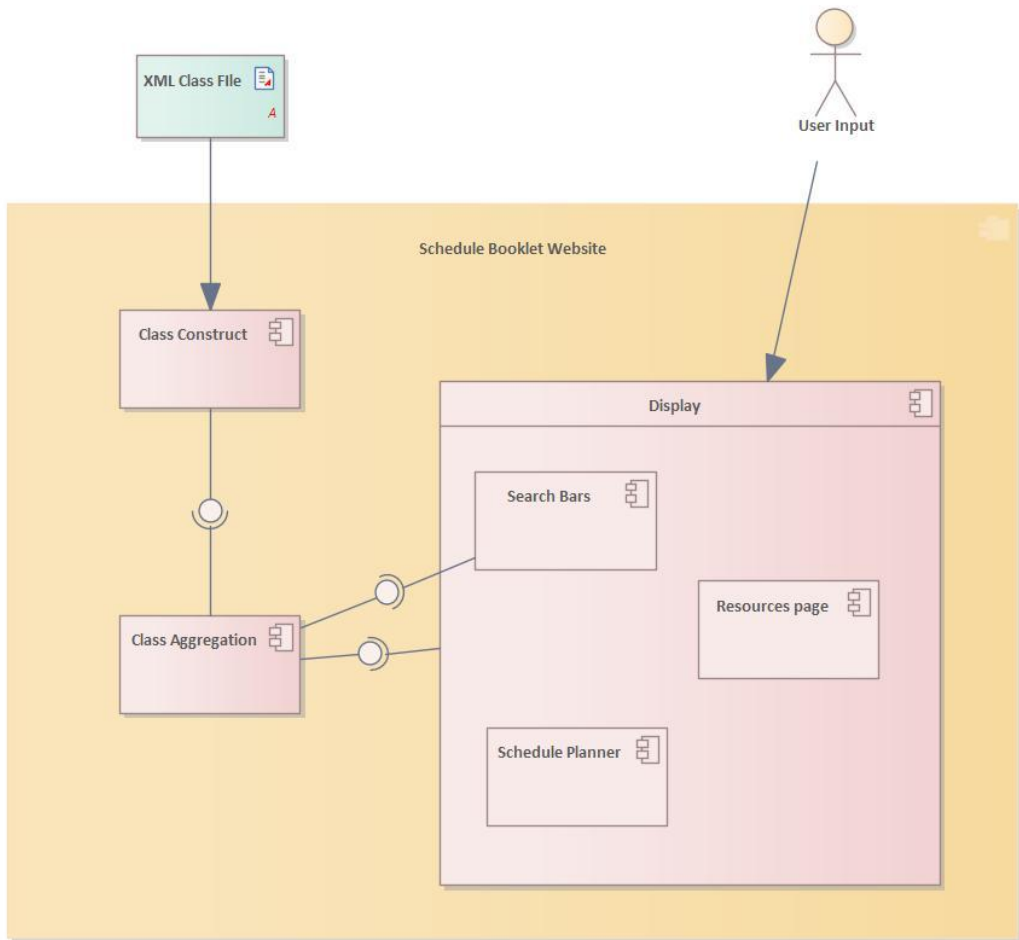 XML Class FIle
A
User Input
Schedule Booklet Website
Class Construct
Display
Search Bars
Resources page
Class Aggregation
Schedule Planner